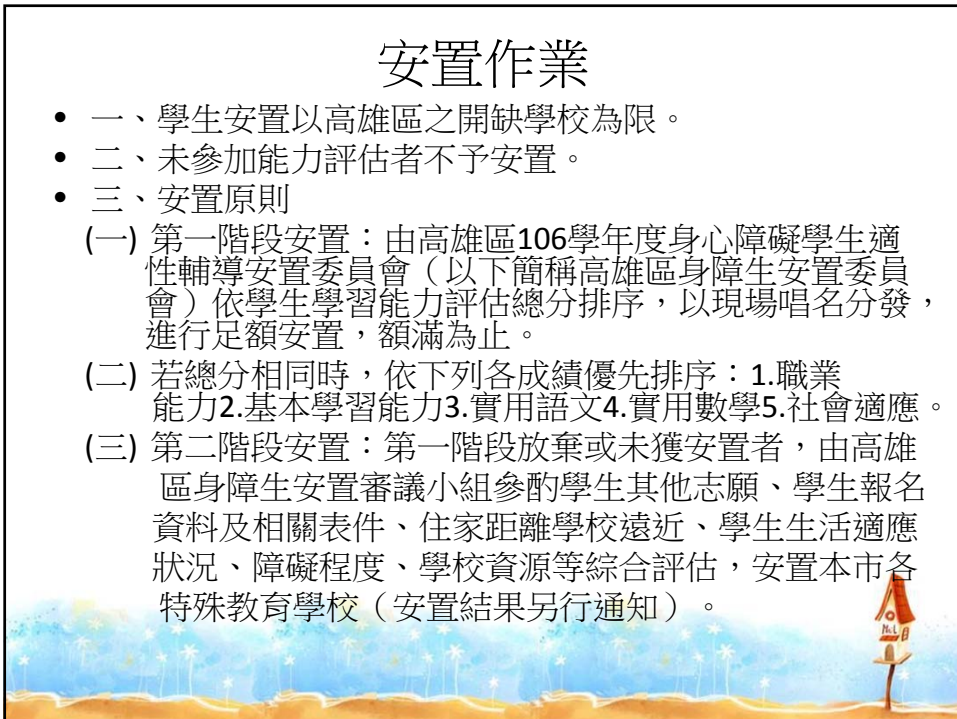 安置作業
• 一、學生安置以高雄區之開缺學校為限。
• 二、未參加能力評估者不予安置。
• 三、安置原則
(一) 第一階段安置：由高雄區106學年度身心障礙學生適
性輔導安置委員會（以下簡稱高雄區身障生安置委員
會）依學生學習能力評估總分排序，以現場唱名分發，
進行足額安置，額滿為止。
(二) 若總分相同時，依下列各成績優先排序：1.職業
能力2.基本學習能力3.實用語文4.實用數學5.社會適應。
(三) 第二階段安置：第一階段放棄或未獲安置者，由高雄
區身障生安置審議小組參酌學生其他志願、學生報名
資料及相關表件、住家距離學校遠近、學生生活適應
狀況、障礙程度、學校資源等綜合評估，安置本市各
特殊教育學校（安置結果另行通知）。